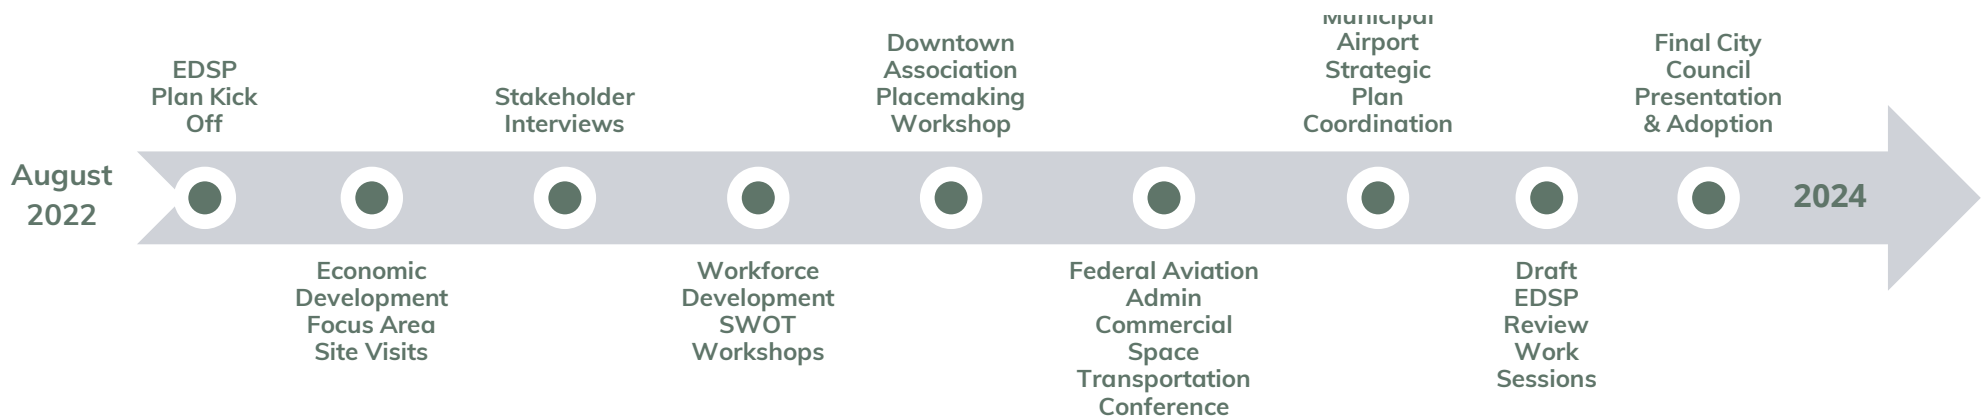 August
2022
EDSP
Plan Kick
Off
Economic
Development
Focus Area
Site Visits
Stakeholder
Interviews
Workforce
Development
SWOT
Workshops
Downtown
Association
Placemaking
Workshop
Federal Aviation
Admin
Commercial
Space
Transportation
Conference
Municipal
Airport
Strategic
Plan
Coordination
Draft
EDSP
Review
Work
Sessions
Final City
Council
Presentation
& Adoption
2024